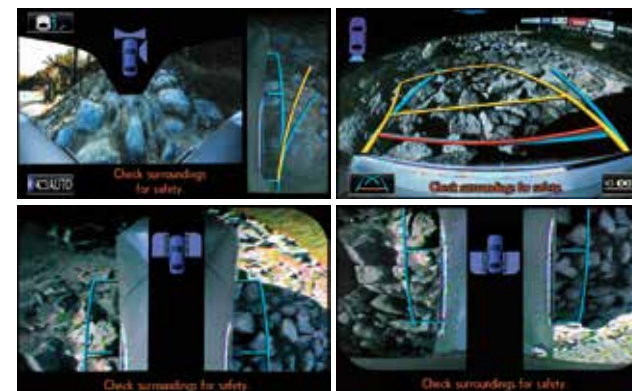 AUTO
Check surroundings
for safety.
Check surroundings for safety.
Check surroundings for safety.
Check surroundings for safety.